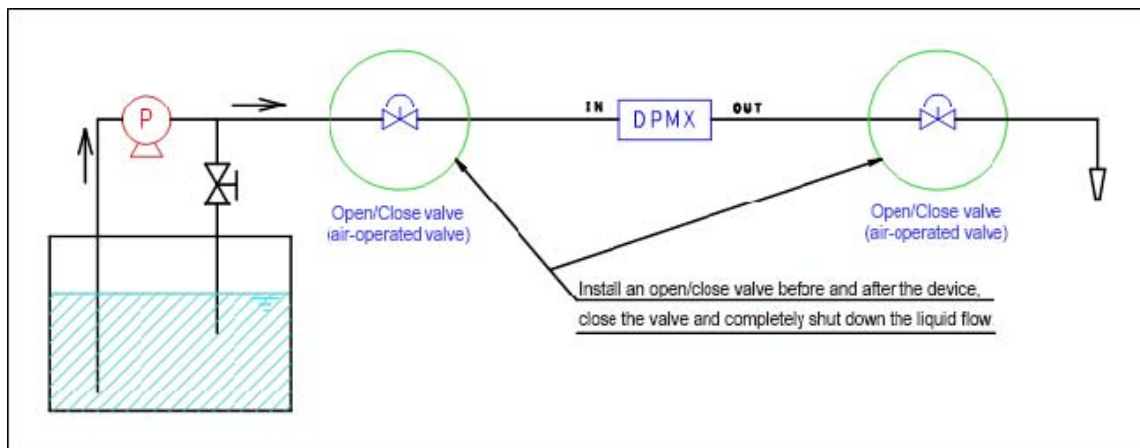 P
IN
DPMX
OUT
Open/Close valve
(air-operated valve)
Open/Close valve
(air-operated valve)
Install an open/close valve before and after the device,
close the valve and completely shut down the liquid flow